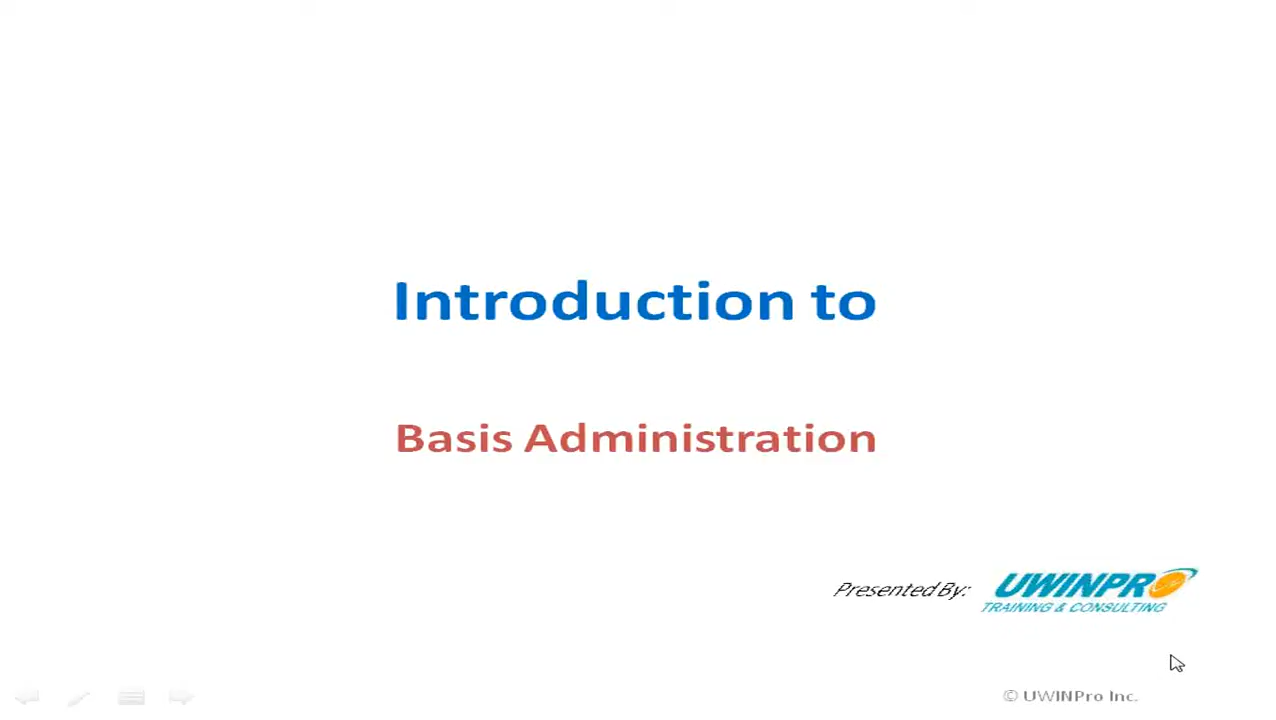 Introduction to
Basis Administration
Presented By:
UWINPRO
TRAINING & CONSULTING
© UWINPro Inc.